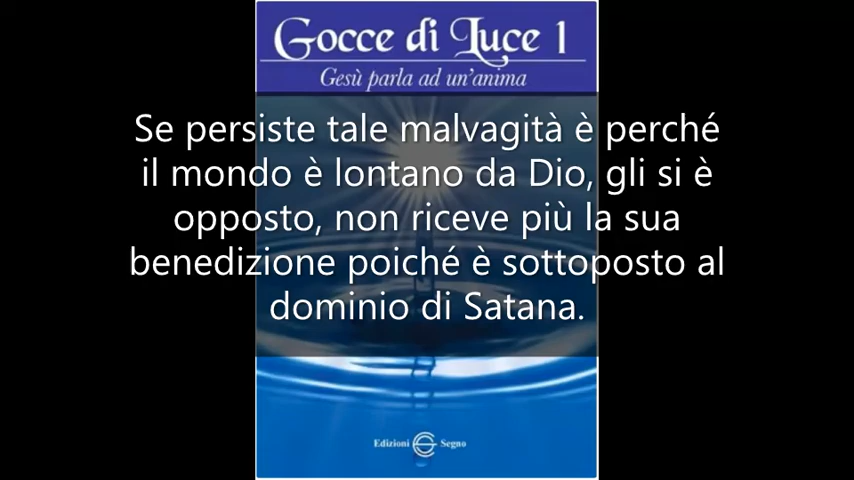 Gocce di Luce 1
Gesù parla ad un'anima
Se persiste tale malvagità è perché
il mondo è lontano da Dio, gli si è
opposto, non riceve più la sua
benedizione poiché è sottoposto al
dominio di Satana.
Edizioni Segno